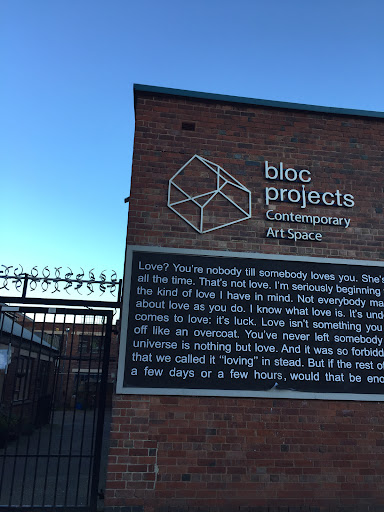 bloc
projects
Contemporary
Art Space
Love? You're nobody till somebody loves you. She's
all the time. That's not love. I'm seriously beginning
the kind of love I have in mind. Not everybody ma
about love as you do. I know what love is. It's und
comes to love: it's luck. Love isn't something you
off like an overcoat. You've never left somebody
universe is nothing but love. And it was so forbidd
that we called it "loving" in stead. But if the rest of
a few days or a few hours, would that be eno